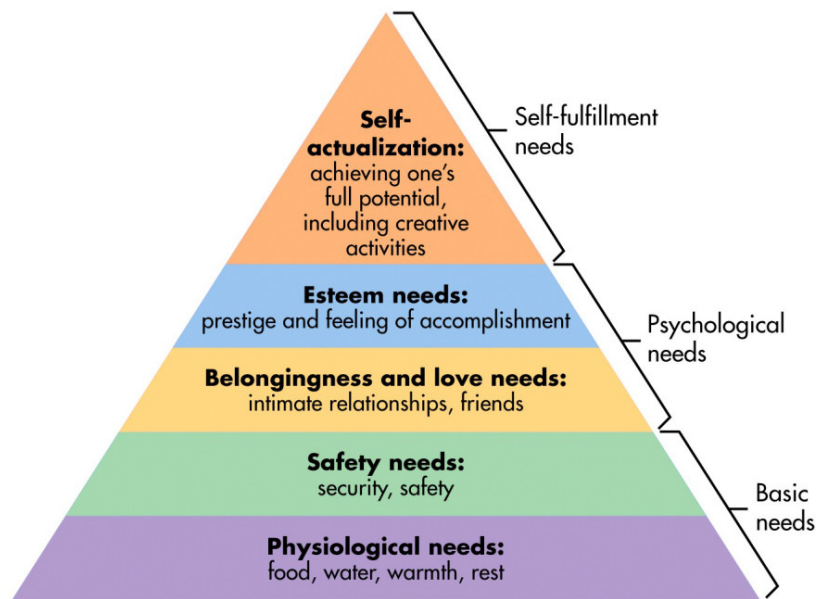 Self-
actualization:
achieving one's
full potential,
including creative
activities
Self-fulfillment
needs
Esteem needs:
prestige and feeling of accomplishment
Psychological
needs
Belongingness and love needs:
intimate relationships, friends
Safety needs:
security, safety
Basic
needs
Physiological needs:
food, water, warmth, rest